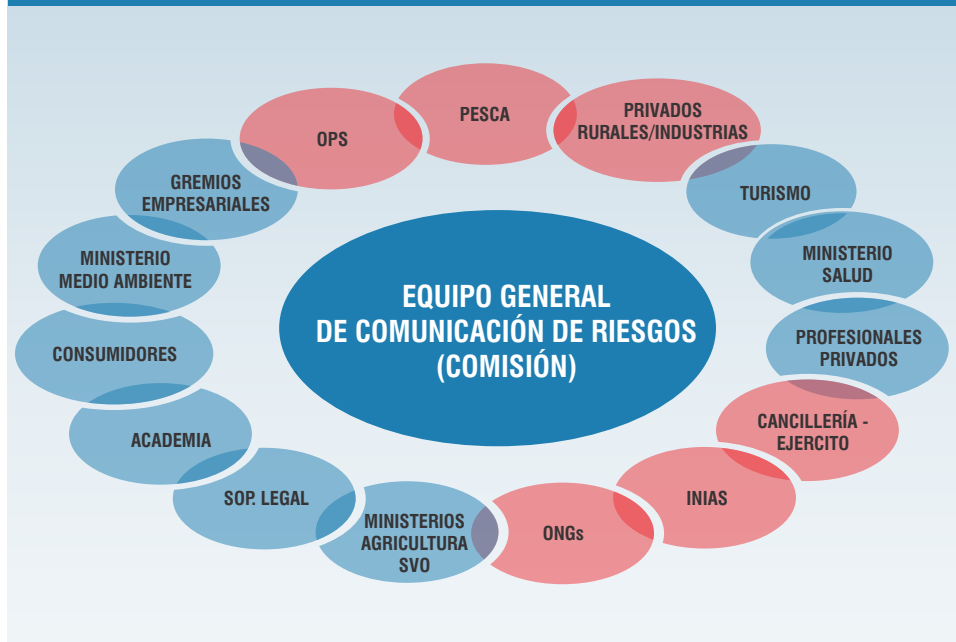 PESCA
PRIVADOS
RURALES/INDUSTRIAS
OPS
GREMIOS
EMPRESARIALES
TURISMO
MINISTERIO
MEDIO AMBIENTE
MINISTERIO
SALUD
EQUIPO GENERAL
DE COMUNICACIÓN DE RIESGOS
(COMISIÓN)
CONSUMIDORES
PROFESIONALES
PRIVADOS
ACADEMIA
CANCILLERÍA -
EJERCITO
SOP. LEGAL
INIAS
MINISTERIOS
AGRICULTURA
SVO
ONGs